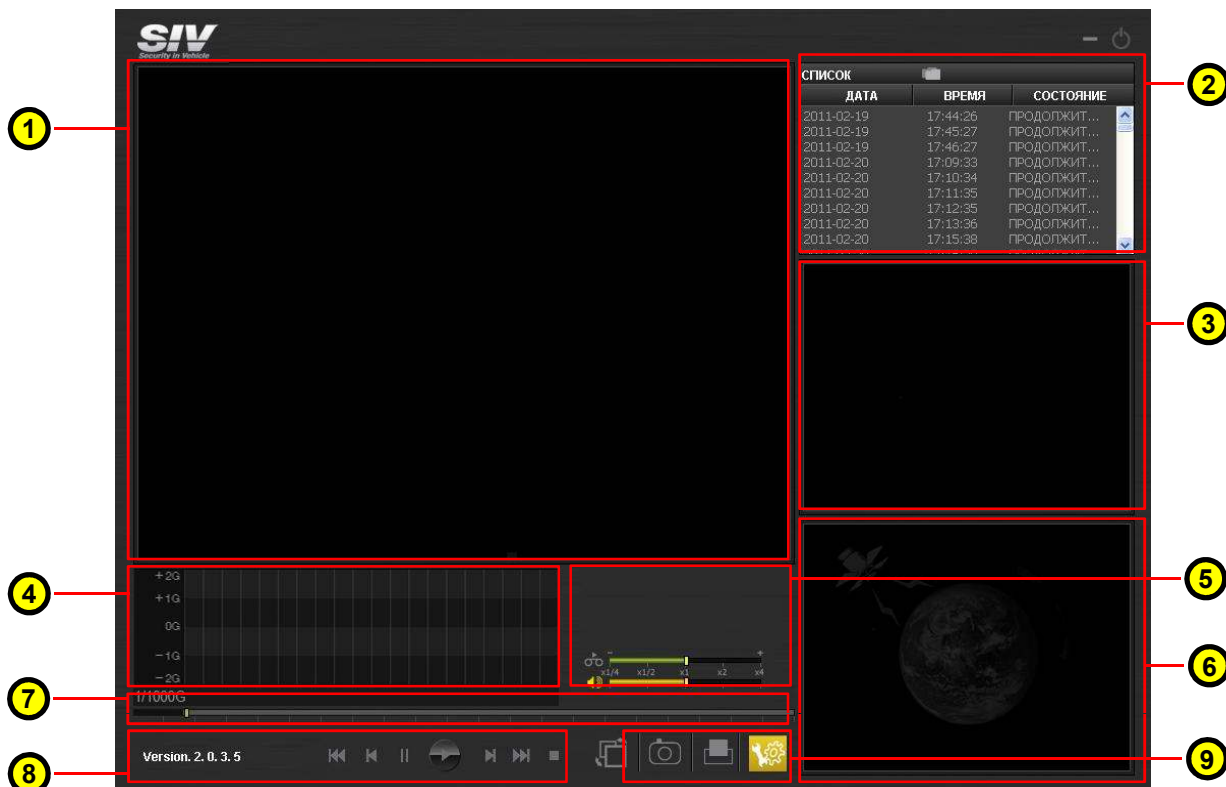 SIV
Security in Vehicle
СПИСОК
ДАТА ВРЕМЯ СОСТОЯНИЕ
2011-02-19 17:44:26 ПРОДОЛЖИТ...
2011-02-19 17:45:27 ПРОДОЛЖИТ...
2011-02-19 17:46:27 ПРОДОЛЖИТ...
2011-02-20 17:09:33 ПРОДОЛЖИТ...
2011-02-20 17:10:34 ПРОДОЛЖИТ...
2011-02-20 17:11:35 ПРОДОЛЖИТ...
2011-02-20 17:12:35 ПРОДОЛЖИТ...
2011-02-20 17:13:36 ПРОДОЛЖИТ...
2011-02-20 17:15:38 ПРОДОЛЖИТ...
1
2
3
4
+2G
+1G
0G
-1G
-2G
1/1000G
5
- +
x1/4 x1/2 x1 x2 x4
6
7
8
Version. 2. 0. 3. 5
9